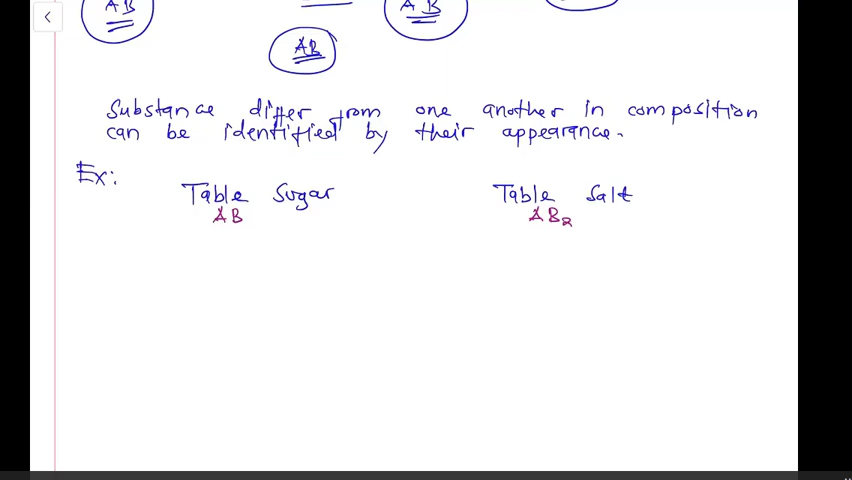 AB
AB
AB
Substance differ from one another in composition
can be identified by their appearance.
Ex:
Table Sugar
Table Salt
AB
AB₂